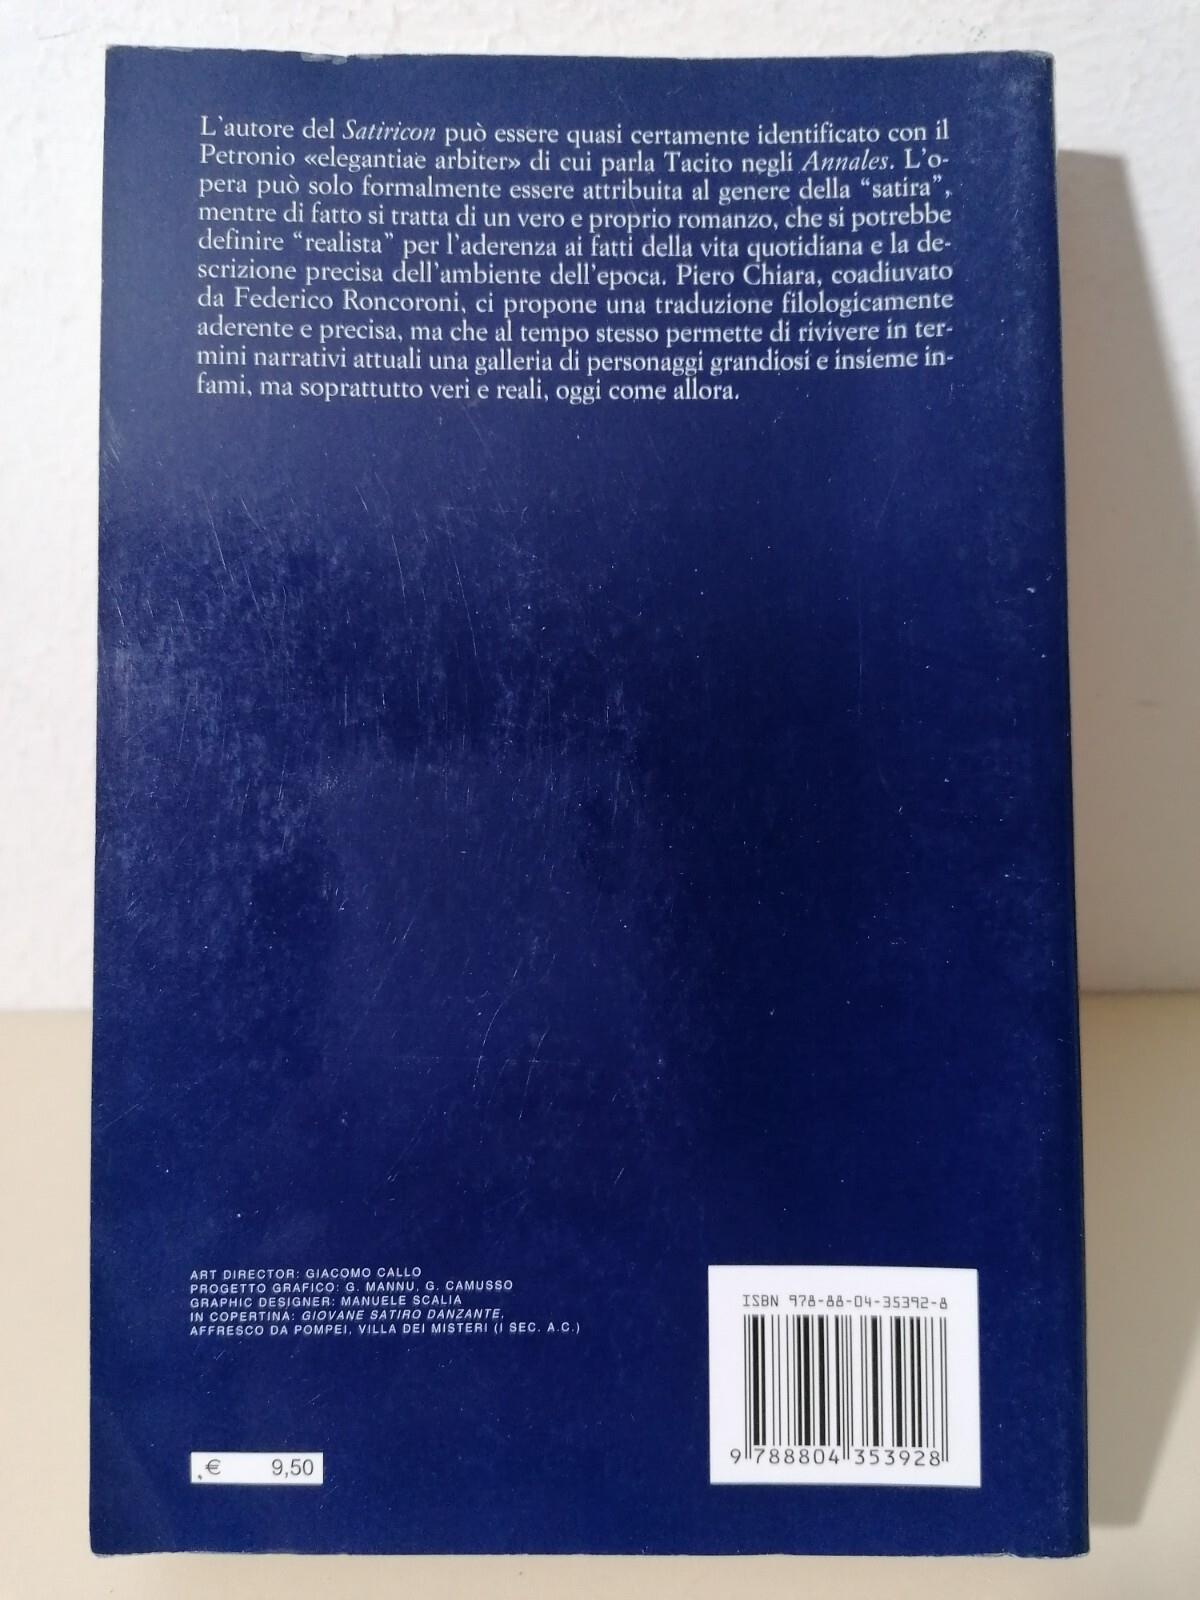 L'autore del Satiricon può essere quasi certamente identificato con il
Petronio «elegantiae arbiter» di cui parla Tacito negli Annales. L'o-
pera può solo formalmente essere attribuita al genere della “satira”,
mentre di fatto si tratta di un vero e proprio romanzo, che si potrebbe
definire “realista” per l'aderenza ai fatti della vita quotidiana e la de-
scrizione precisa dell'ambiente dell'epoca. Piero Chiara, coadiuvato
da Federico Roncoroni, ci propone una traduzione filologicamente
aderente e precisa, ma che al tempo stesso permette di rivivere in ter-
mini narrativi attuali una galleria di personaggi grandiosi e insieme in-
fami, ma soprattutto veri e reali, oggi come allora.
ART DIRECTOR: GIACOMO CALLO
PROGETTO GRAFICO: G. MANNU, G. CAMUSSO
GRAPHIC DESIGNER: MANUELE SCALIA
IN COPERTINA: GIOVANE SATIRO DANZANTE,
AFFRESCO DA POMPEI, VILLA DEI MISTERI (I SEC. A.C.)
€ 9,50
ISBN 978-88-04-35392-8
9 788804 353928